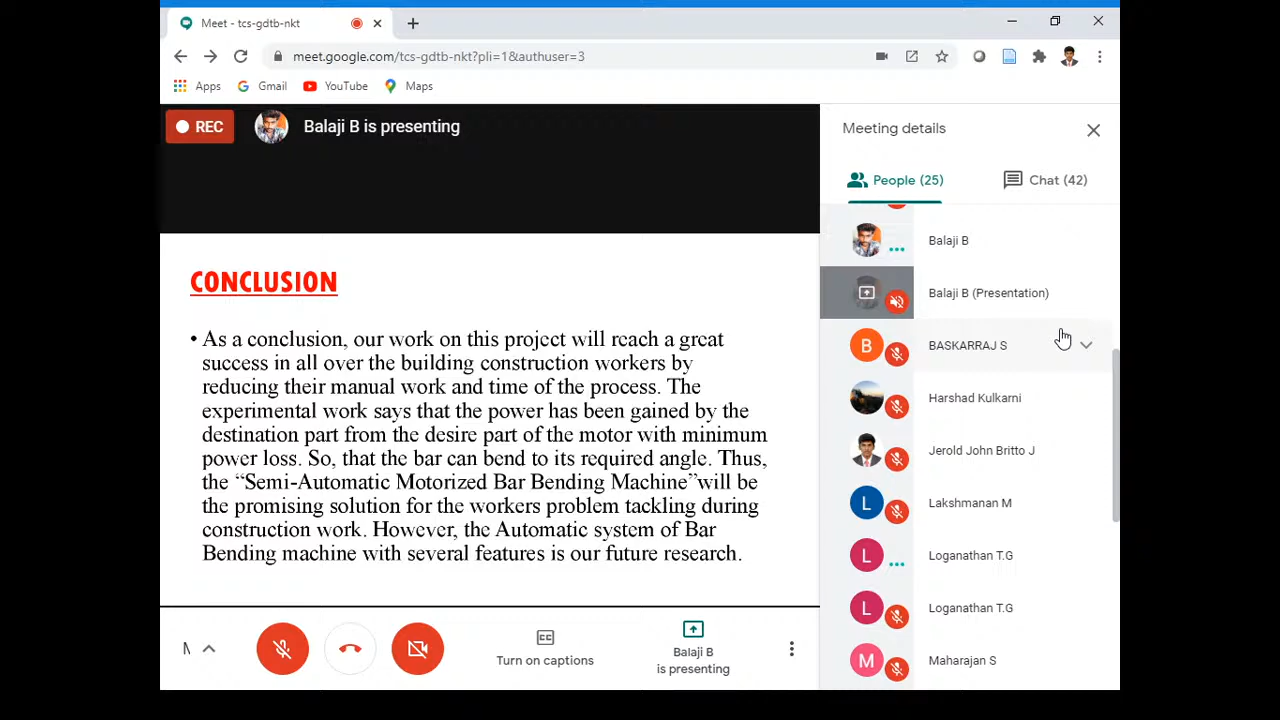 Meet - tcs-gdtb-nkt
meet.google.com/tcs-gdtb-nkt?pli=1&authuser=3
Apps Gmail YouTube Maps
REC Balaji B is presenting
Meeting details
People (25) Chat (42)
Balaji B
Balaji B (Presentation)
BASKARRAJ S
Harshad Kulkarni
Jerold John Britto J
Lakshmanan M
Loganathan T.G
Loganathan T.G
Maharajan S
B
L
L
L
M
CONCLUSION
• As a conclusion, our work on this project will reach a great
success in all over the building construction workers by
reducing their manual work and time of the process. The
experimental work says that the power has been gained by the
destination part from the desire part of the motor with minimum
power loss. So, that the bar can bend to its required angle. Thus,
the “Semi-Automatic Motorized Bar Bending Machine”will be
the promising solution for the workers problem tackling during
construction work. However, the Automatic system of Bar
Bending machine with several features is our future research.
CC
Turn on captions
Balaji B
is presenting